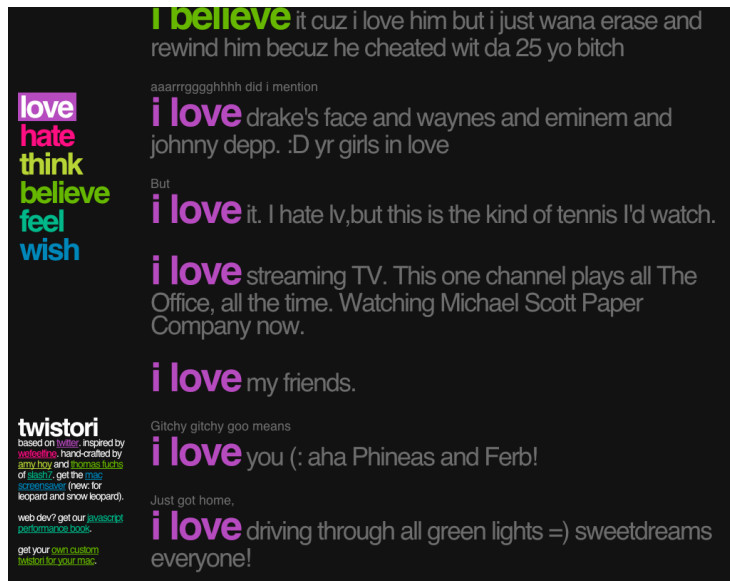 i believe it cuz i love him but i just wana erase and
rewind him becuz he cheated wit da 25 yo bitch
aaarrrgggghhhh did i mention
i love drake's face and waynes and eminem and
johnny depp. :D yr girls in love
But
i love it. I hate lv,but this is the kind of tennis I'd watch.
i love streaming TV. This one channel plays all The
Office, all the time. Watching Michael Scott Paper
Company now.
i love my friends.
Gitchy gitchy goo means
i love you (: aha Phineas and Ferb!
Just got home,
i love driving through all green lights =) sweetdreams
everyone!
love
hate
think
believe
feel
wish
twistori
based on twitter. inspired by
wefeelfine. hand-crafted by
amy hoy and thomas fuchs
of slash7. get the mac
screensaver (new: for
leopard and snow leopard).
web dev? get our javascript
performance book.
get your own custom
twistori for your mac.